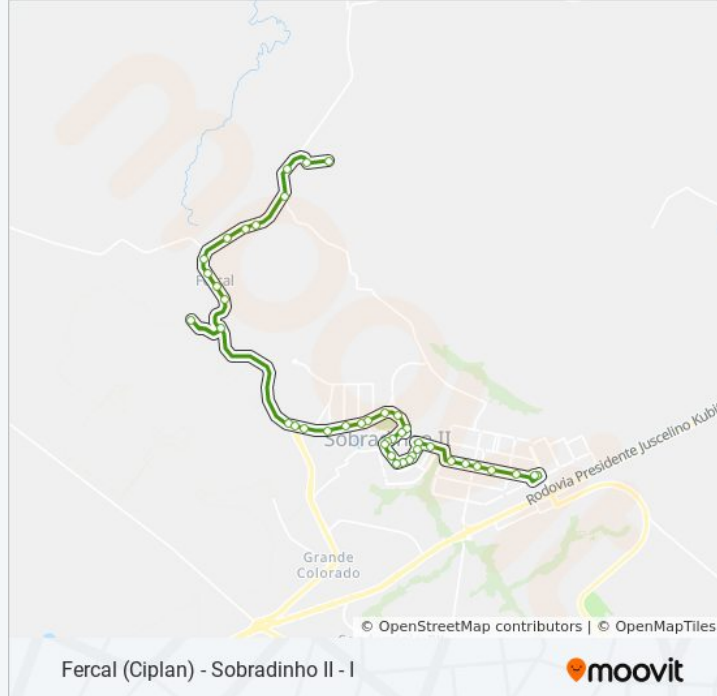 Fercal
Sobradinho II
Rodovia Presidente Juscelino Kubi
Grande
Colorado
© OpenStreetMap contributors | © OpenMapTiles
Fercal (Ciplan) - Sobradinho II - I
moovit